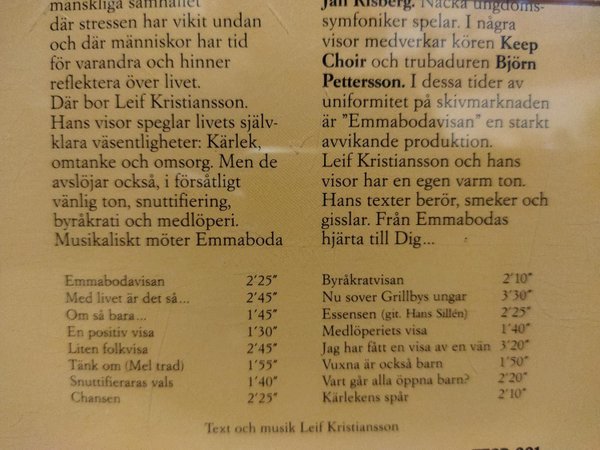 mänskliga samhället
där stressen har vikit undan
och där människor har tid
för varandra och hinner
reflektera över livet.
Där bor Leif Kristiansson.
Hans visor speglar livets själv-
klara väsentligheter: Kärlek,
omtanke och omsorg. Men de
avslöjar också, i försåtligt
vänlig ton, snuttifiering,
byråkrati och medlöperi.
Musikaliskt möter Emmaboda
Jan Risberg. Nacka ungdoms-
symfoniker spelar. I några
visor medverkar kören Keep
Choir och trubaduren Björn
Pettersson. I dessa tider av
uniformitet på skivmarknaden
är "Emmabodavisan" en starkt
avvikande produktion.
Leif Kristiansson och hans
visor har en egen varm ton.
Hans texter berör, smeker och
gisslar. Från Emmabodas
hjärta till Dig...
Emmabodavisan 2'25"
Med livet är det så... 2'45"
Om så bara... 1'45"
En positiv visa 1'30"
Liten folkvisa 2'45"
Tänk om (Mel trad) 1'55"
Snuttifieraras vals 1'40"
Chansen 2'25"
Byråkratvisan 2'10"
Nu sover Grillbys ungar 3'30"
Essensen (git. Hans Sillén) 2'25"
Medlöperiets visa 1'40"
Jag har fått en visa av en vän 3'20"
Vuxna är också barn 1'50"
Vart går alla öppna barn? 2'20"
Kärlekens spår 2'10"
Text och musik Leif Kristiansson